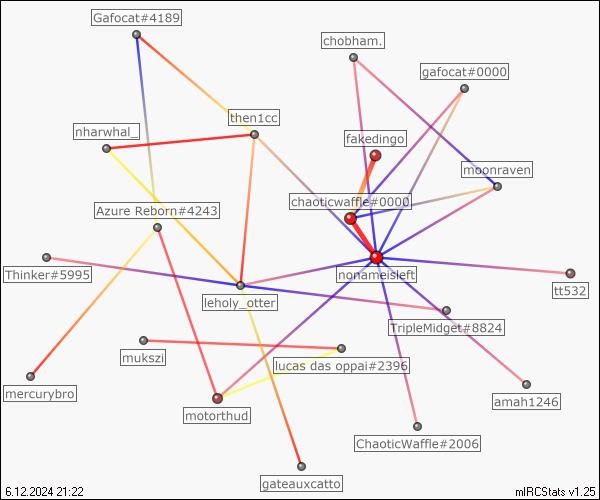 Gafocat#4189
chobham.
gafocat#0000
then1cc
nharwhal_
fakedingo
moonraven
chaoticwaffle#0000
Azure Reborn#4243
Thinker#5995
nonameisleft
tt532
leholy_otter
TripleMidget#8824
mukszi
lucas das oppai#2396
mercurybro
amah1246
motorthud
ChaoticWaffle#2006
gateauxcatto
6.12.2024 21:22
mIRCStats v1.25